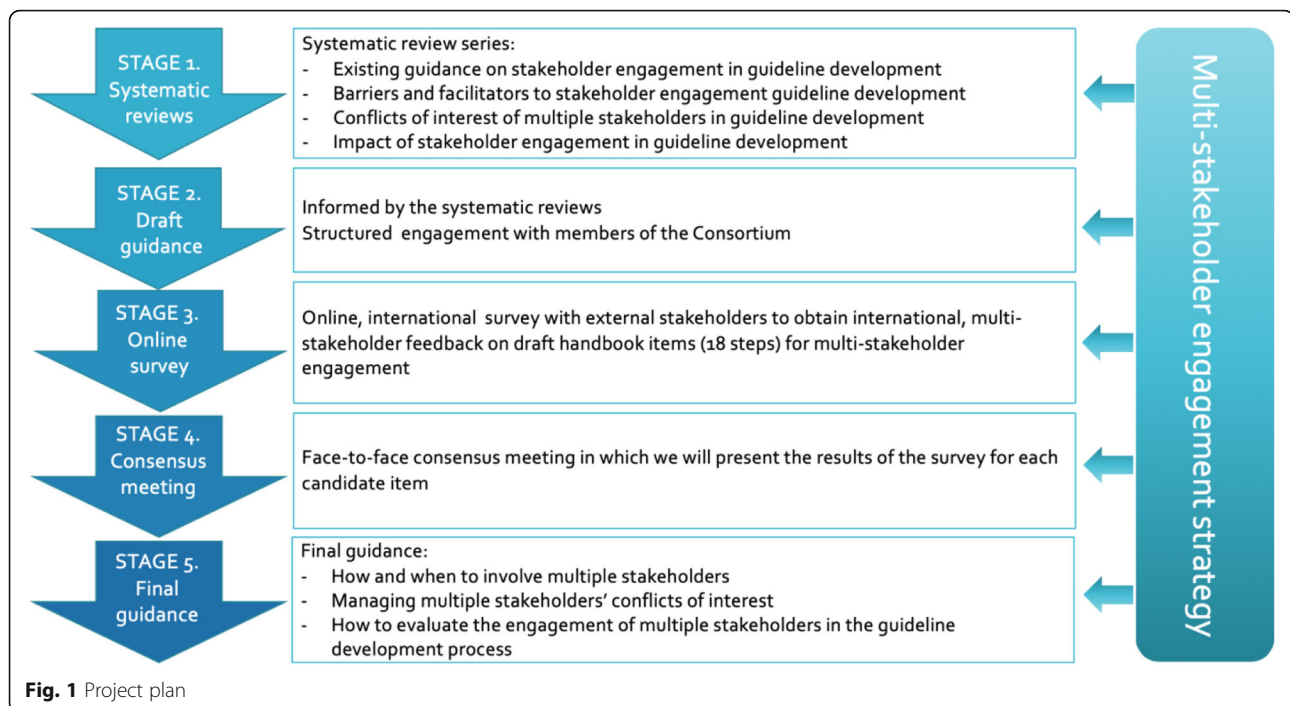 STAGE 1.
Systematic
reviews
Systematic review series:
- Existing guidance on stakeholder engagement in guideline development
- Barriers and facilitators to stakeholder engagement guideline development
- Conflicts of interest of multiple stakeholders in guideline development
- Impact of stakeholder engagement in guideline development
STAGE 2.
Draft
guidance
Informed by the systematic reviews
Structured engagement with members of the Consortium
STAGE 3.
Online
survey
Online, international survey with external stakeholders to obtain international, multi-
stakeholder feedback on draft handbook items (18 steps) for multi-stakeholder
engagement
STAGE 4.
Consensus
meeting
Face-to-face consensus meeting in which we will present the results of the survey for each
candidate item
STAGE 5.
Final
guidance
Final guidance:
- How and when to involve multiple stakeholders
- Managing multiple stakeholders' conflicts of interest
- How to evaluate the engagement of multiple stakeholders in the guideline
development process
Multi-stakeholder engagement strategy
Fig. 1 Project plan